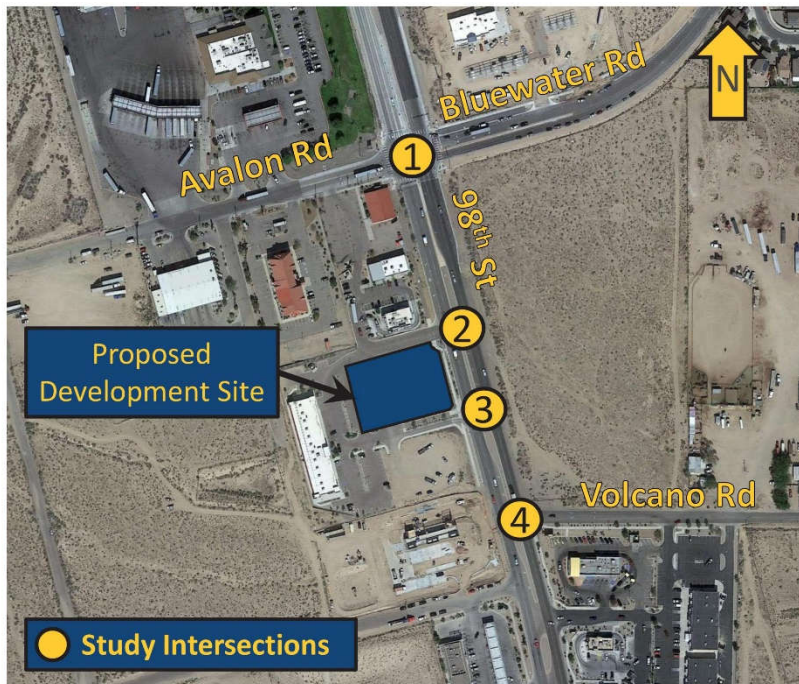 N
Bluewater Rd
Avalon Rd
1
98th St
2
Proposed
Development Site
3
Volcano Rd
4
Study Intersections